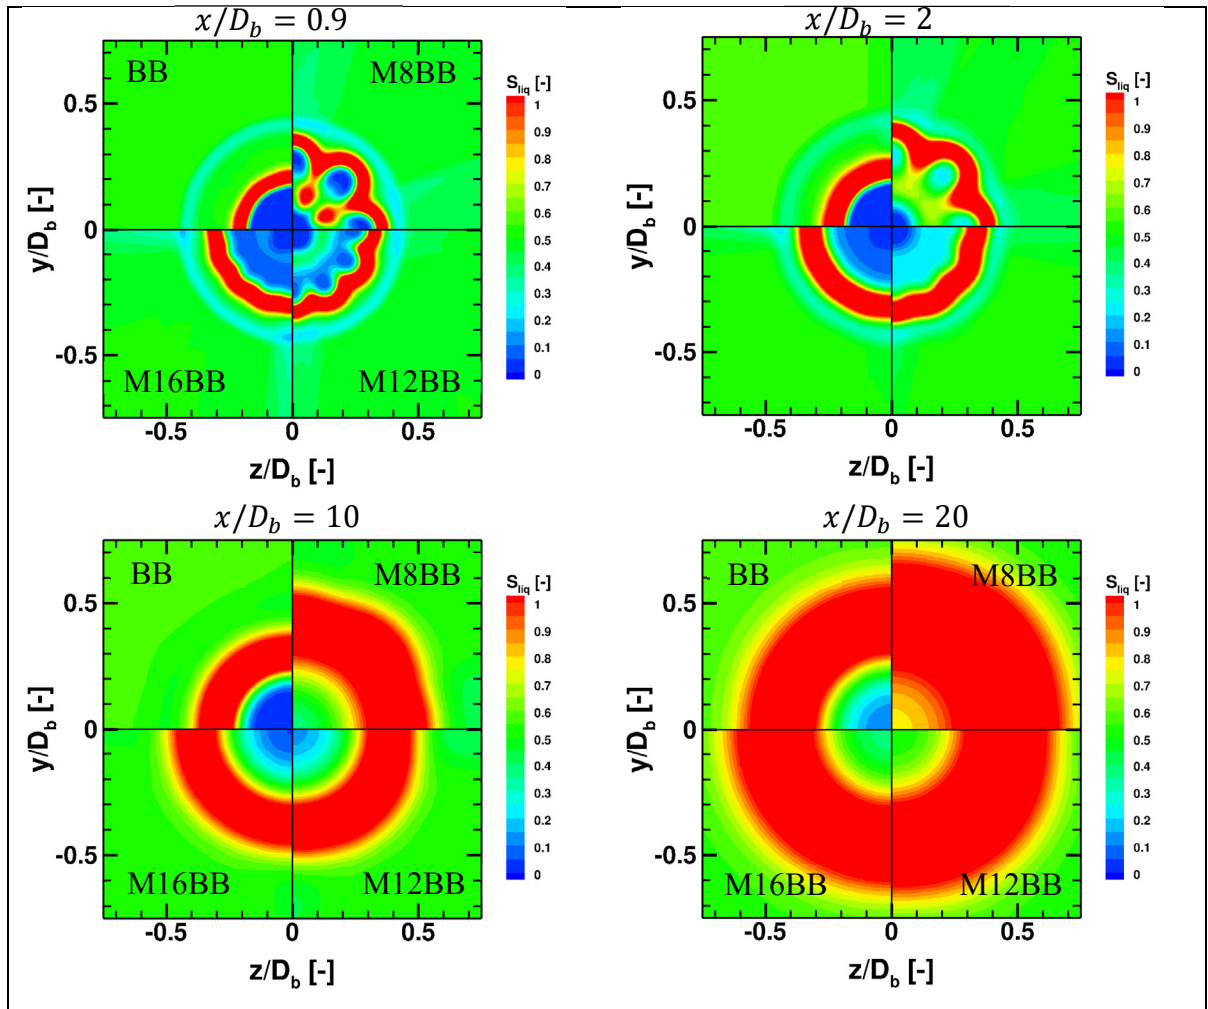 x/D_b = 0.9
BB
M8BB
M16BB
M12BB
0.5
0
-0.5
y/D_b [-]
-0.5
0
0.5
z/D_b [-]
S_liq [-]
1
0.9
0.8
0.7
0.6
0.5
0.4
0.3
0.2
0.1
0
x/D_b = 2
0.5
0
-0.5
y/D_b [-]
-0.5
0
0.5
z/D_b [-]
S_liq [-]
1
0.9
0.8
0.7
0.6
0.5
0.4
0.3
0.2
0.1
0
x/D_b = 10
BB
M8BB
M16BB
M12BB
0.5
0
-0.5
y/D_b [-]
-0.5
0
0.5
z/D_b [-]
S_liq [-]
1
0.9
0.8
0.7
0.6
0.5
0.4
0.3
0.2
0.1
0
x/D_b = 20
BB
M8BB
M16BB
M12BB
0.5
0
-0.5
y/D_b [-]
-0.5
0
0.5
z/D_b [-]
S_liq [-]
1
0.9
0.8
0.7
0.6
0.5
0.4
0.3
0.2
0.1
0